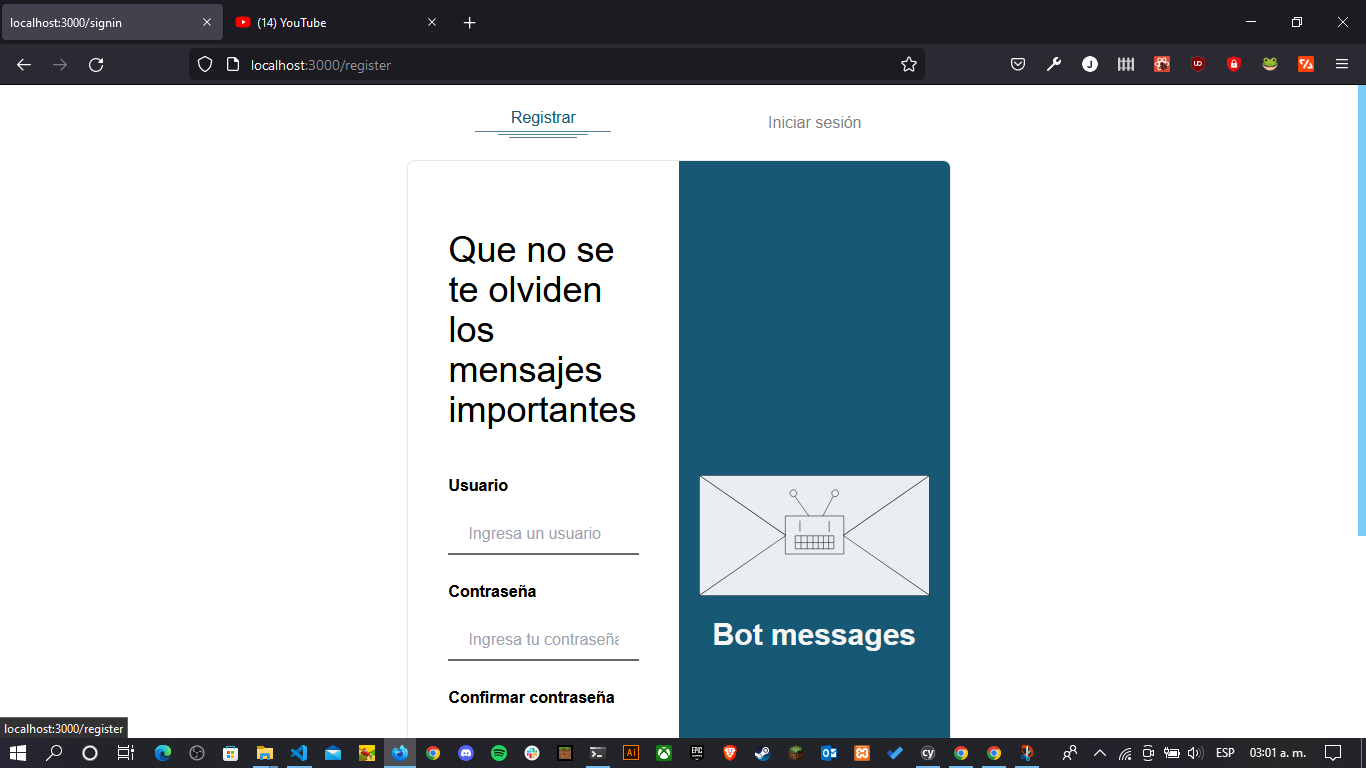 localhost:3000/signin
(14) YouTube
localhost:3000/register
Registrar
Iniciar sesión
Que no se
te olviden
los
mensajes
importantes
Usuario
Ingresa un usuario
Contraseña
Ingresa tu contraseña
Confirmar contraseña
Bot messages
localhost:3000/register
ESP
03:01 a. m.